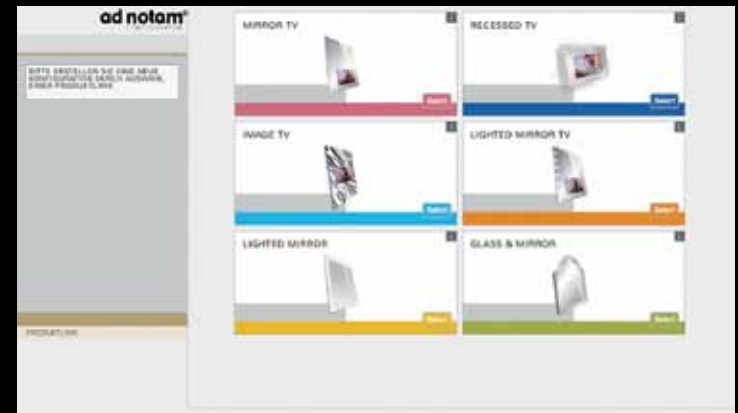 ad notam®
BITTE ERSTELLEN SIE EINE NEUE
KONFIGURATION DURCH AUSWAHL
EINER PRODUKTLINIE
PRODUKTLINIE
MIRROR TV
Select
RECESSED TV
Select
IMAGE TV
Select
LIGHTED MIRROR TV
Select
LIGHTED MIRROR
Select
GLASS & MIRROR
Select